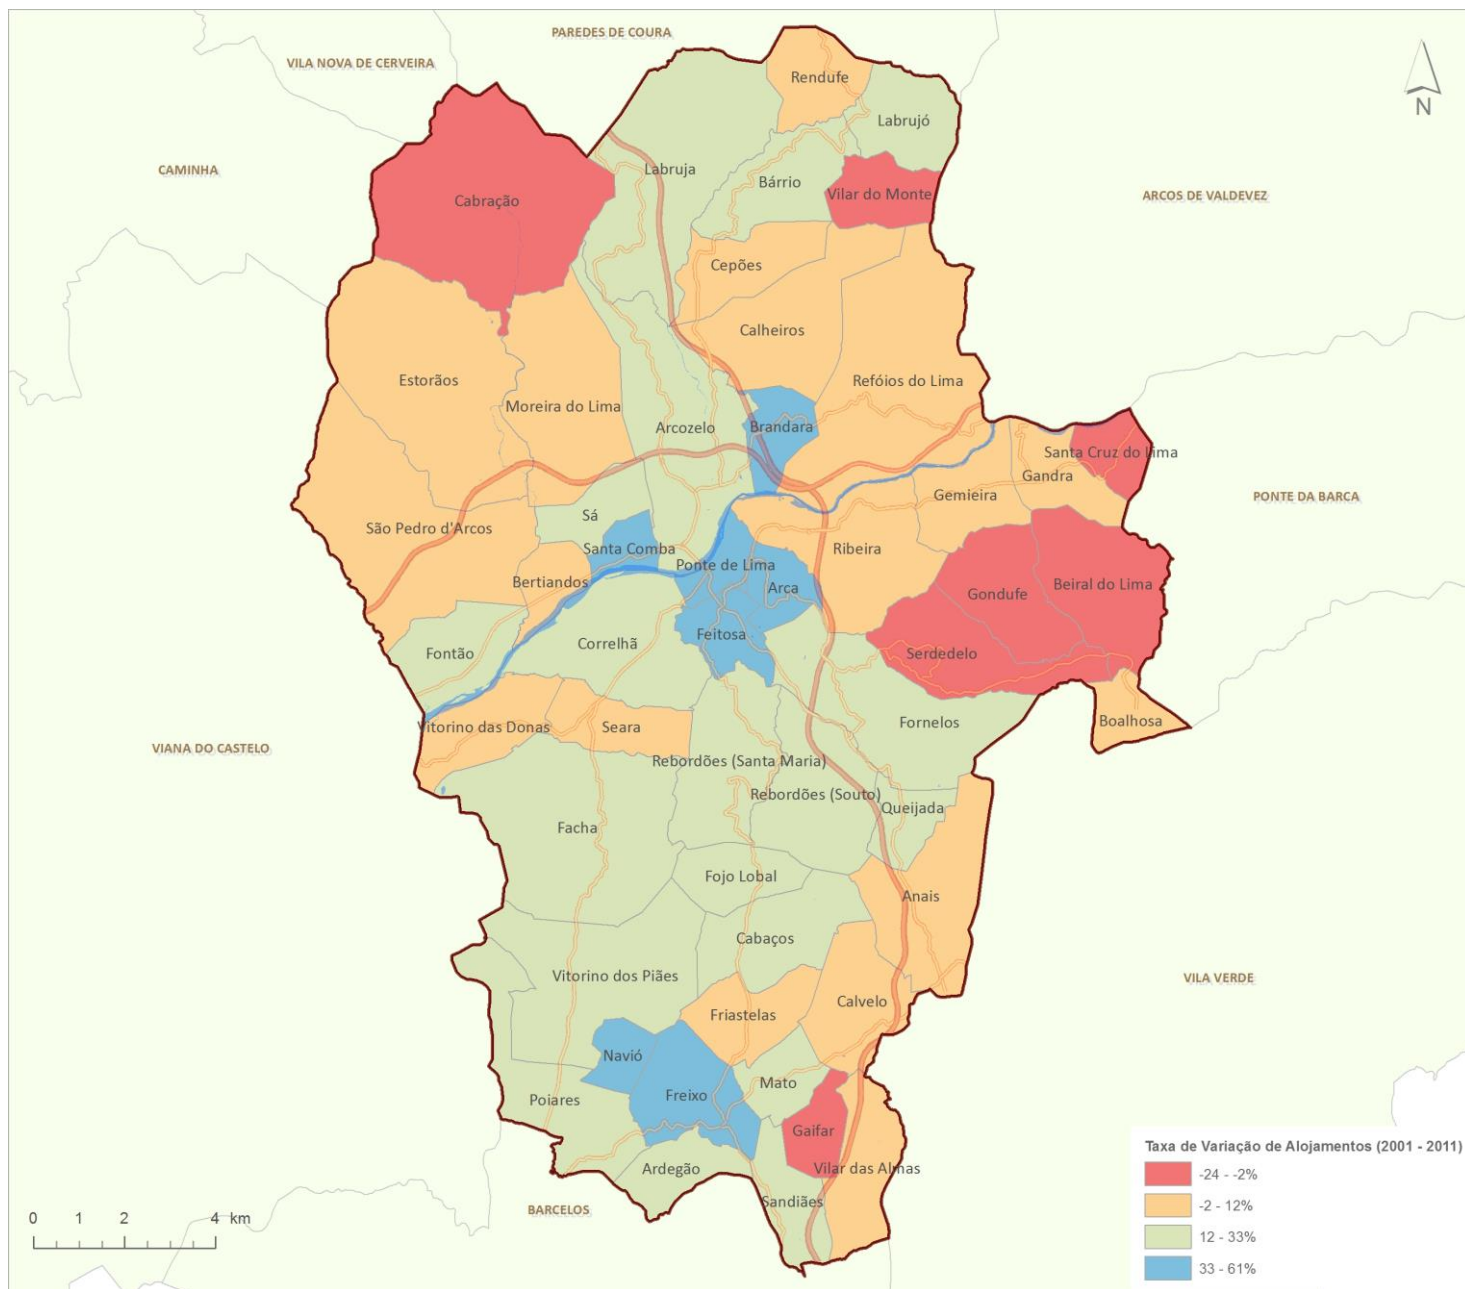 PAREDES DE COURA
VILA NOVA DE CERVEIRA
Rendufe
N
Labrujó
CAMINHA
Labruja
Bárrio
Cabração
Vilar do Monte
ARCOS DE VALDEVEZ
Cepões
Calheiros
Estorãos
Refóios do Lima
Moreira do Lima
Arcozelo
Brandara
Santa Cruz do Lima
Gandra
Gemieira
PONTE DA BARCA
Sá
São Pedro d'Arcos
Santa Comba
Ribeira
Ponte de Lima
Bertiandos
Arca
Beiral do Lima
Gondufe
Feitosa
Correlhã
Fontão
Serdedelo
Fornelos
Boalhosa
Vitorino das Donas
Seara
VIANA DO CASTELO
Rebordões (Santa Maria)
Rebordões (Souto)
Queijada
Facha
Fojo Lobal
Anais
Cabaços
Vitorino dos Piães
VILA VERDE
Calvelo
Friastelas
Navió
Mato
Freixo
Poiares
Gaifar
Ardegão
Vilar das Almas
Sandiães
BARCELOS
0 1 2 4 km
Taxa de Variação de Alojamentos (2001 - 2011)
-24 - -2%
-2 - 12%
12 - 33%
33 - 61%